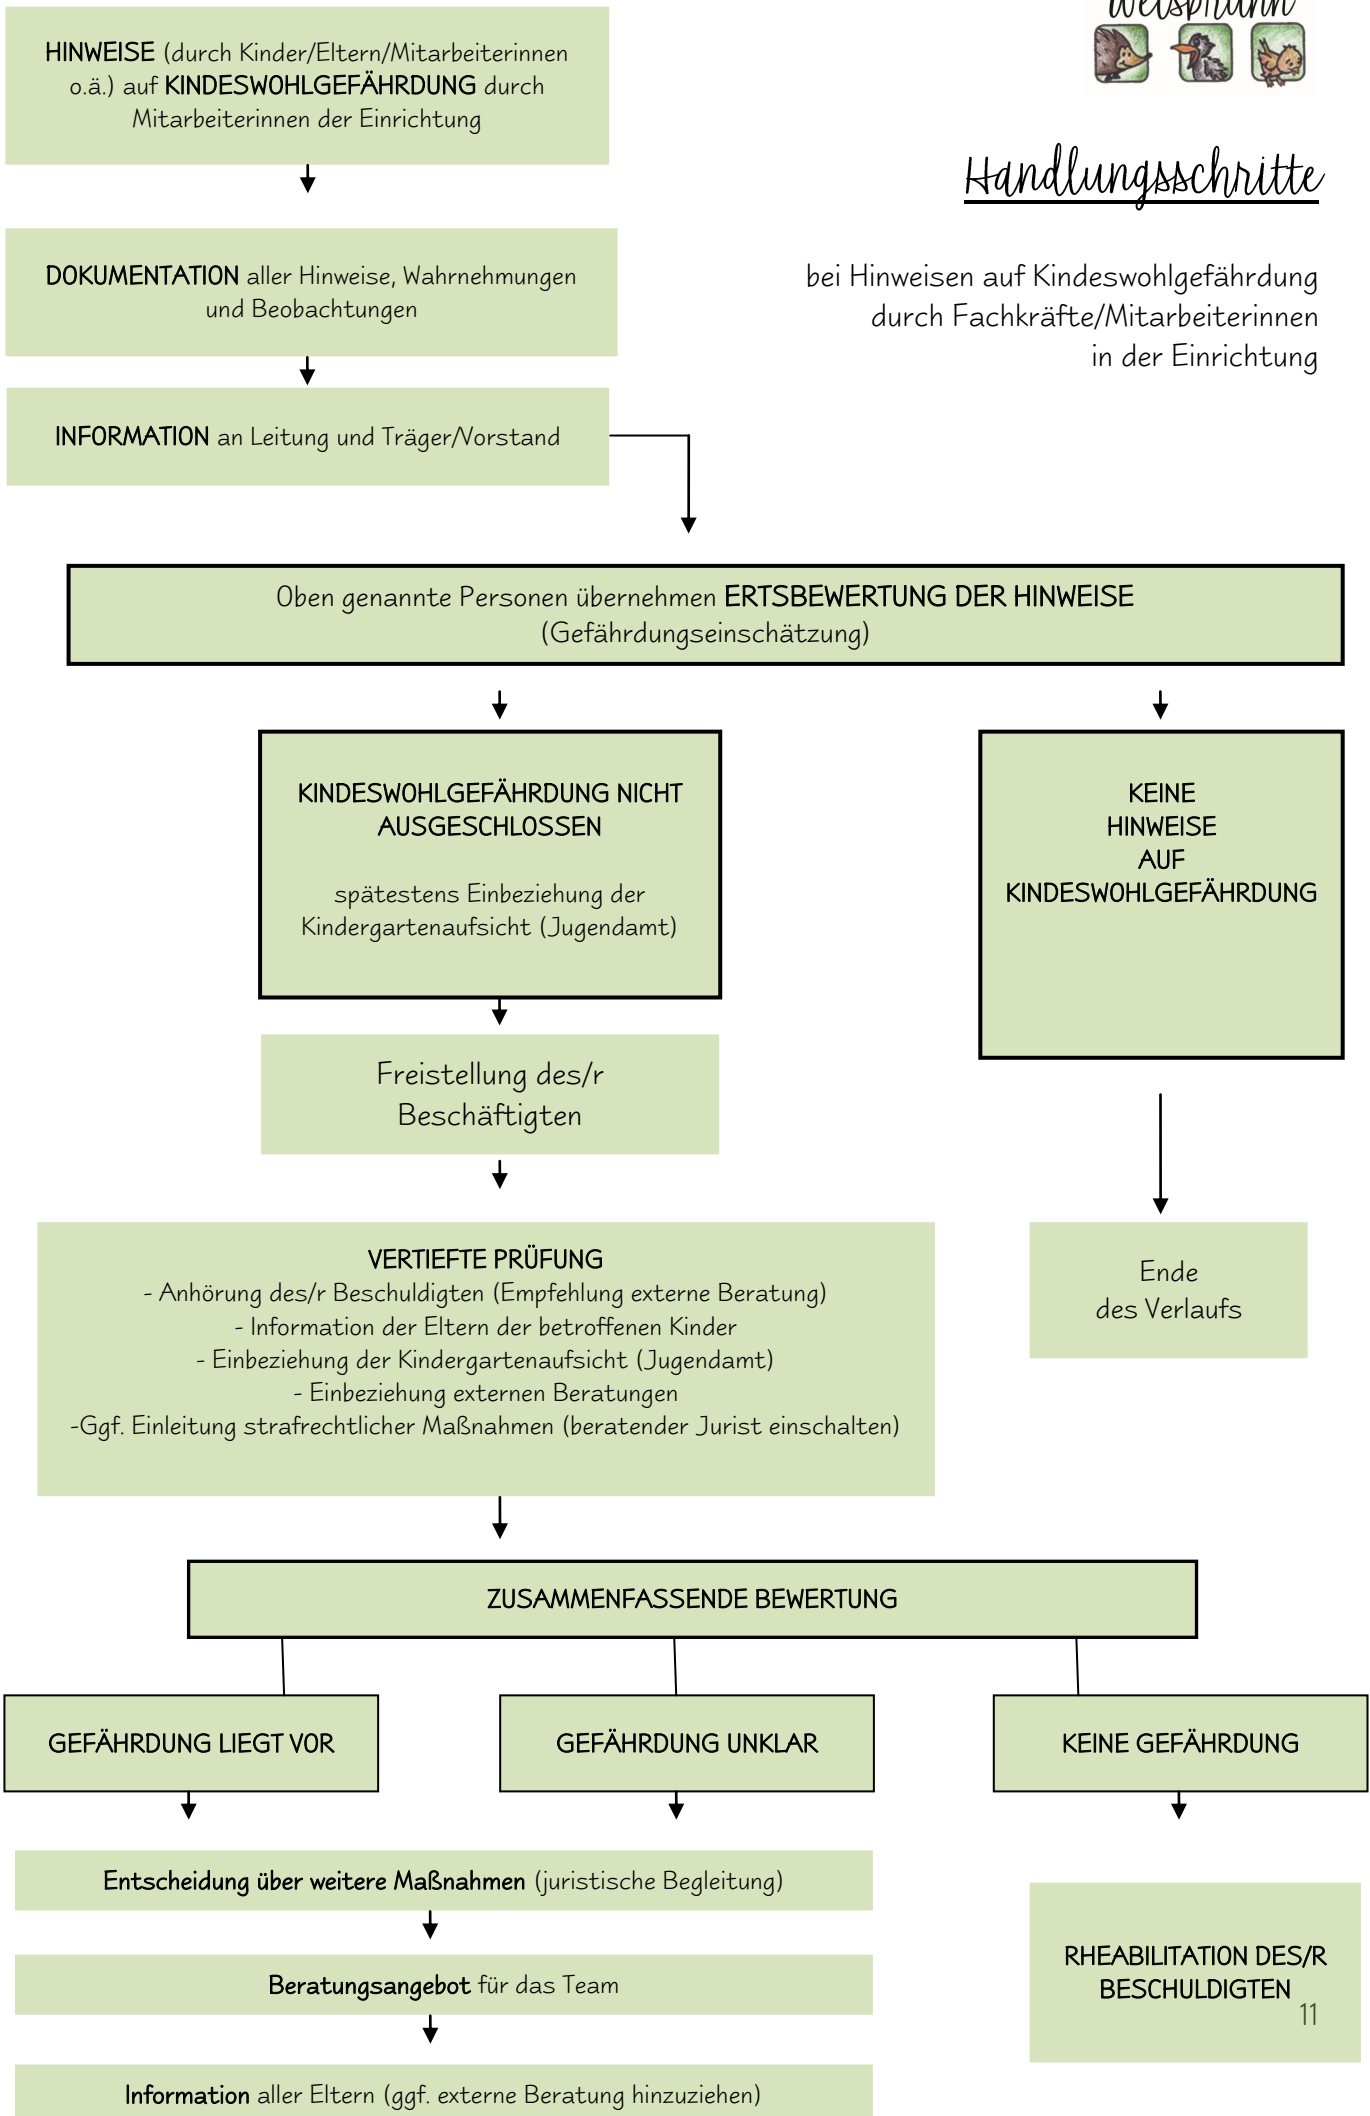 HINWEISE (durch Kinder/Eltern/Mitarbeiterinnen
o.ä.) auf KINDESWOHLGEFÄHRDUNG durch
Mitarbeiterinnen der Einrichtung
Handlungsschritte
DOKUMENTATION aller Hinweise, Wahrnehmungen
und Beobachtungen
bei Hinweisen auf Kindeswohlgefährdung
durch Fachkräfte/Mitarbeiterinnen
in der Einrichtung
INFORMATION an Leitung und Träger/Vorstand
Oben genannte Personen übernehmen ERTSBEWERTUNG DER HINWEISE
(Gefährdungseinschätzung)
KINDESWOHLGEFÄHRDUNG NICHT
AUSGESCHLOSSEN
spätestens Einbeziehung der
Kindergartenaufsicht (Jugendamt)
KEINE
HINWEISE
AUF
KINDESWOHLGEFÄHRDUNG
Freistellung des/r
Beschäftigten
VERTIEFTE PRÜFUNG
- Anhörung des/r Beschuldigten (Empfehlung externe Beratung)
- Information der Eltern der betroffenen Kinder
- Einbeziehung der Kindergartenaufsicht (Jugendamt)
- Einbeziehung externen Beratungen
-Ggf. Einleitung strafrechtlicher Maßnahmen (beratender Jurist einschalten)
Ende
des Verlaufs
ZUSAMMENFASSENDE BEWERTUNG
GEFÄHRDUNG LIEGT VOR
GEFÄHRDUNG UNKLAR
KEINE GEFÄHRDUNG
Entscheidung über weitere Maßnahmen (juristische Begleitung)
Beratungsangebot für das Team
Information aller Eltern (ggf. externe Beratung hinzuziehen)
RHEABILITATION DES/R
BESCHULDIGTEN
11